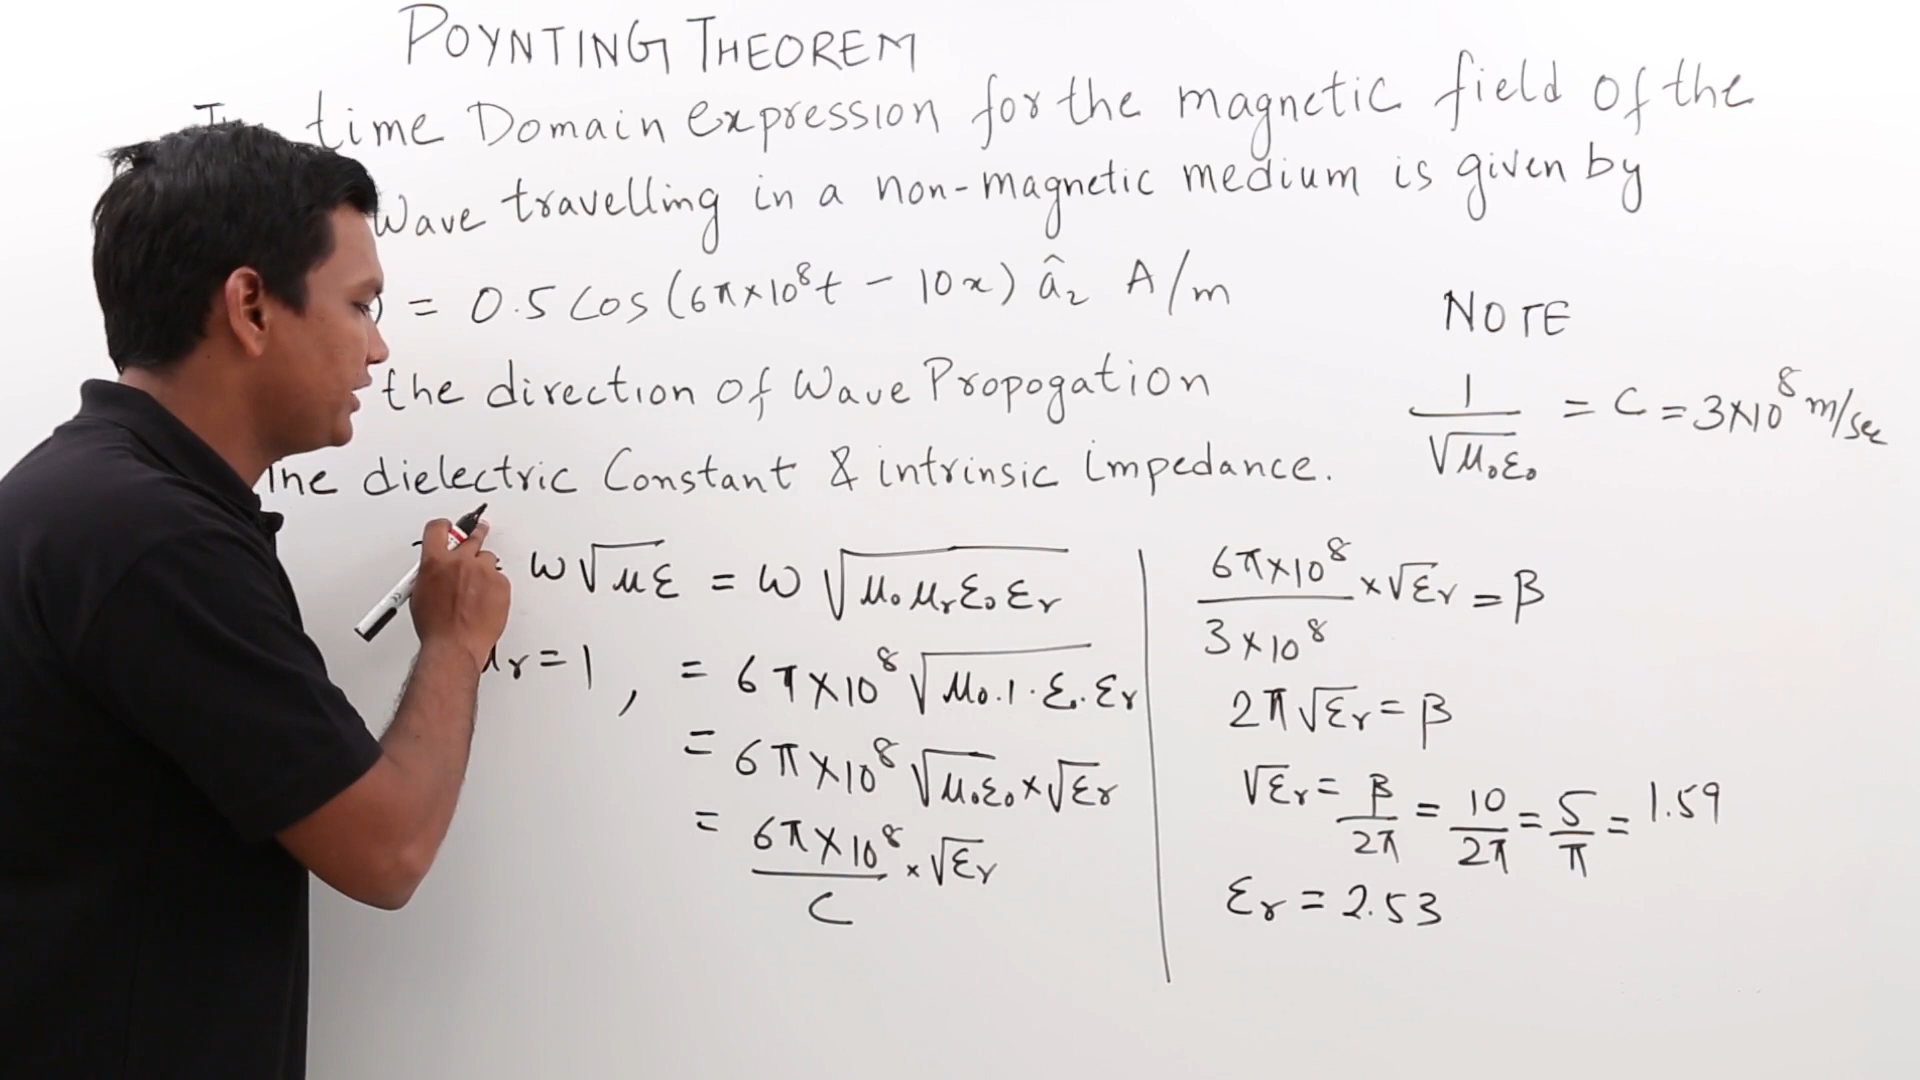 POYNTING THEOREM
time Domain expression for the magnetic field of the
Wave travelling in a non-magnetic medium is given by
) = 0.5 Cos (6π×10⁸t - 10x) â₂ A/m
the direction of Wave Propogation
The dielectric Constant & intrinsic impedance.
NOTE
1/√μ₀ε₀ = C = 3×10⁸ m/sec
= ω√με = ω√μ₀μᵣε₀εᵣ
μᵣ = 1, = 6π×10⁸ √μ₀.1.ε₀.εᵣ
= 6π×10⁸ √μ₀ε₀ × √εᵣ
= 6π×10⁸/C × √εᵣ
6π×10⁸/3×10⁸ × √εᵣ = β
2π√εᵣ = β
√εᵣ = β/2π = 10/2π = 5/π = 1.59
εᵣ = 2.53